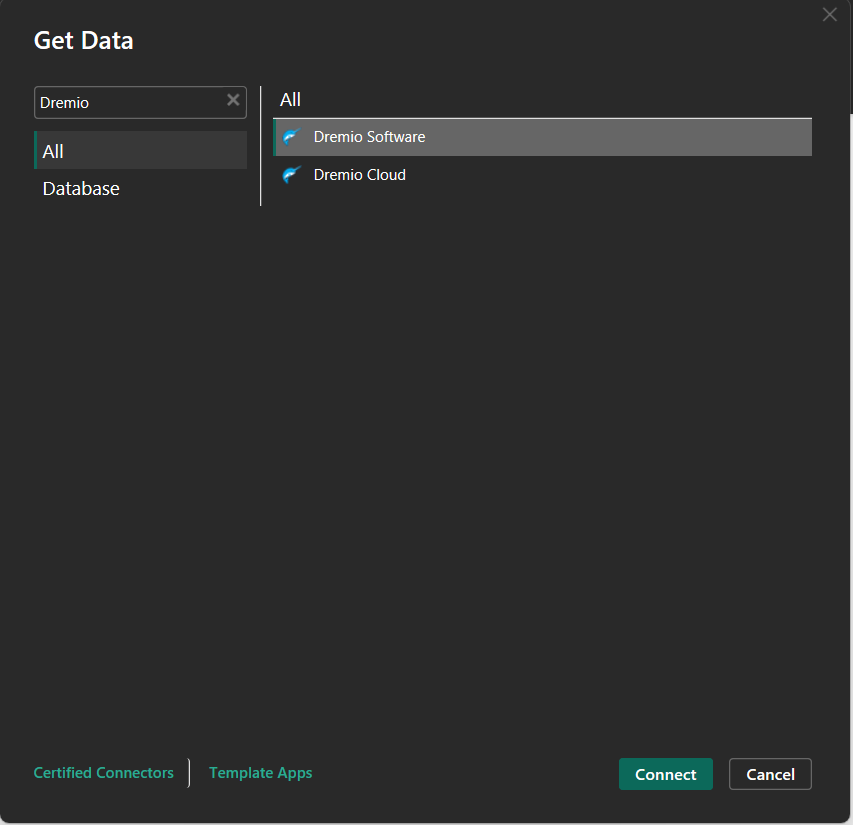 Get Data
Dremio
All
Database
All
Dremio Software
Dremio Cloud
Certified Connectors
Template Apps
Connect
Cancel